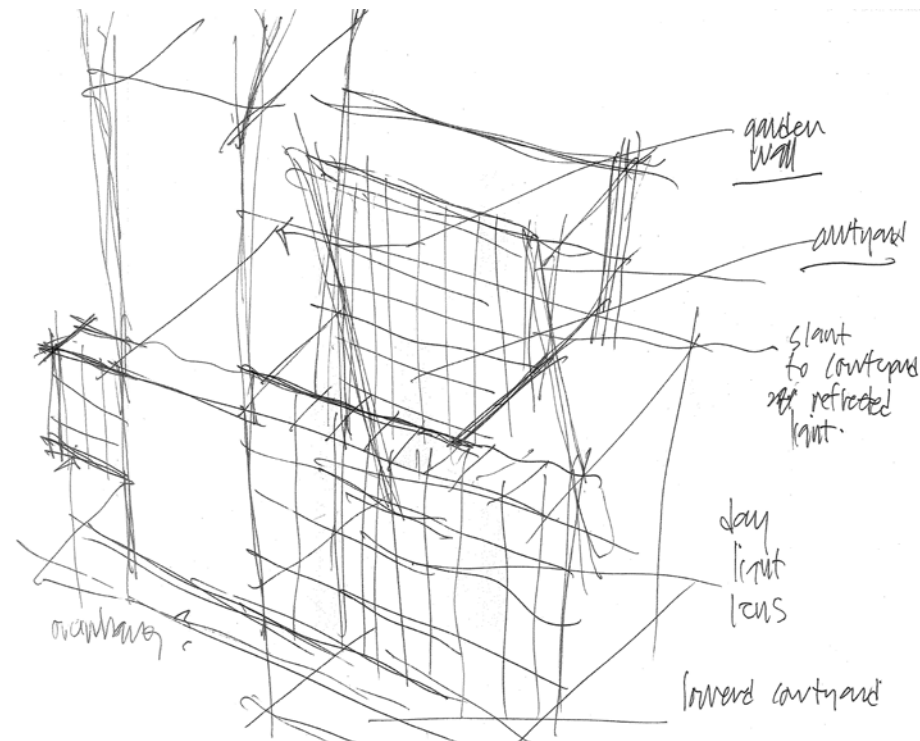 garden
wall
courtyard
slant
to courtyard
reflected
light.
day
light
lens
lowered courtyard
overhang